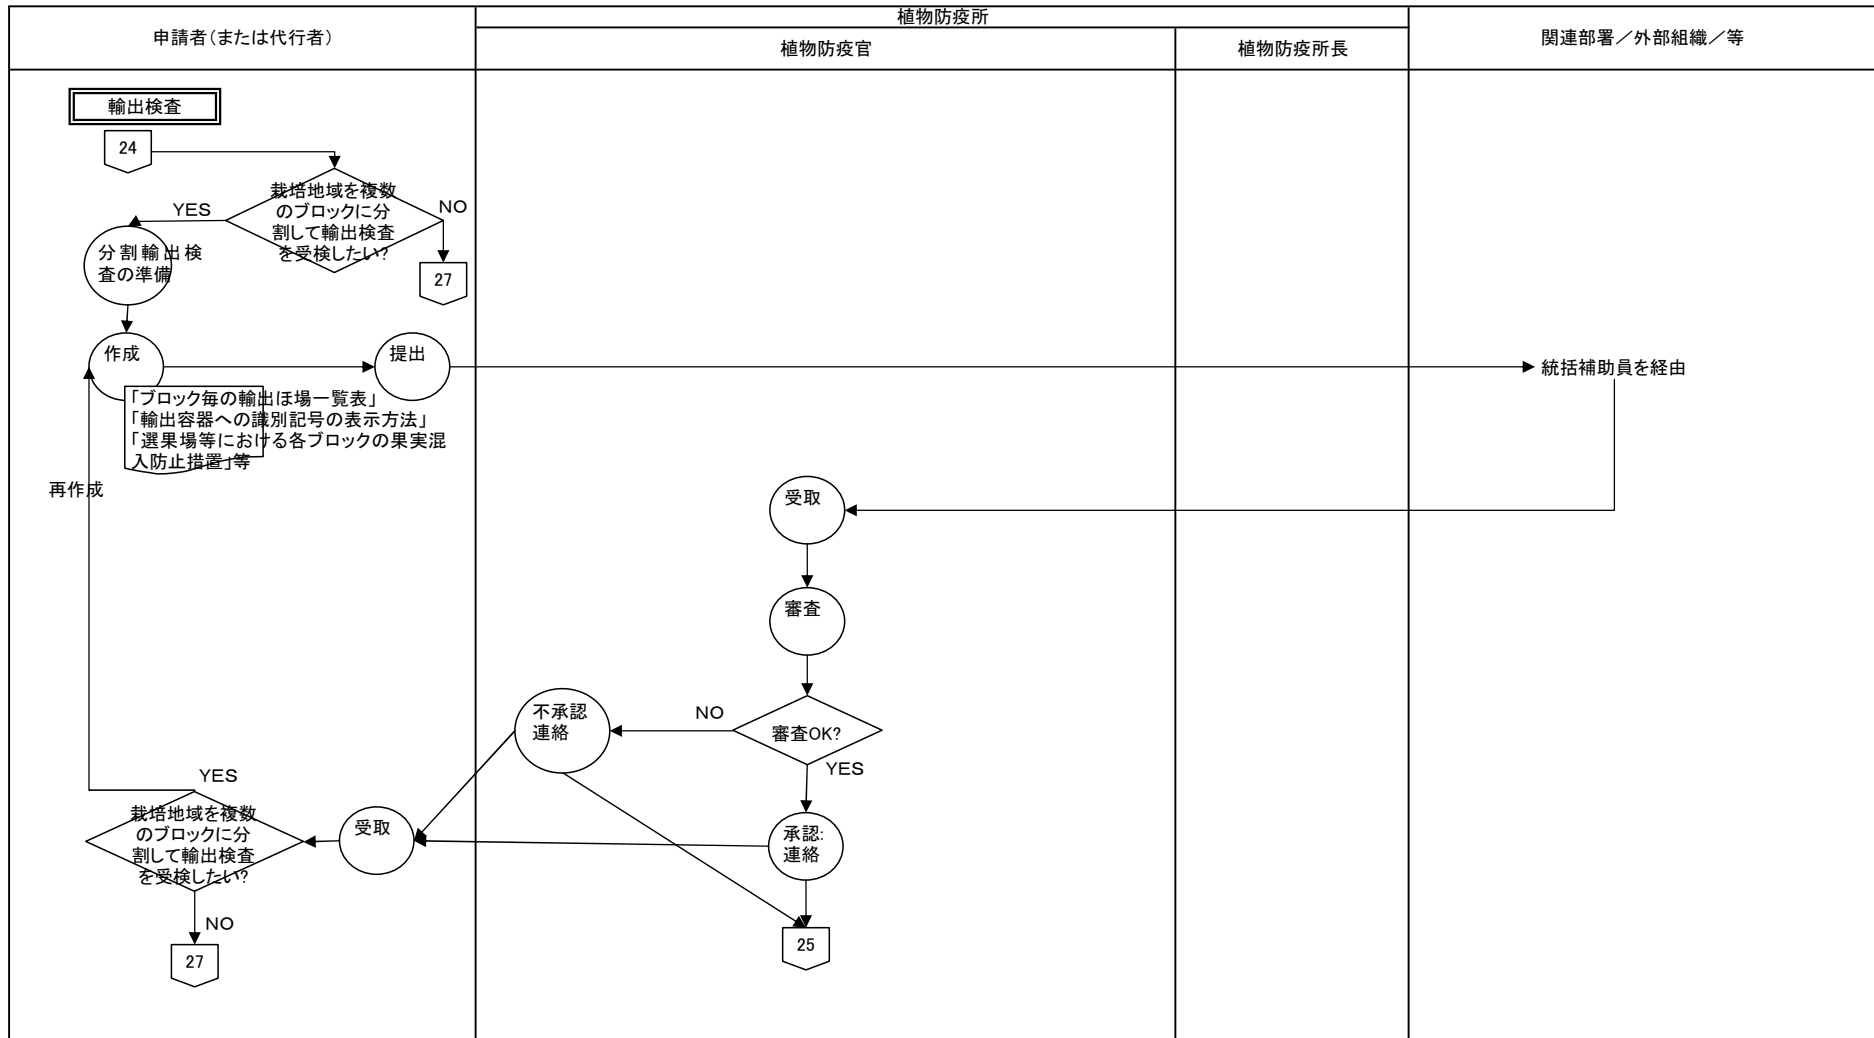 植物防疫所
申請者(または代行者)
植物防疫官
植物防疫所長
関連部署／外部組織／等
輸出検査
24
栽培地域を複数
のブロックに分
割して輸出検査
を受検したい?
YES
NO
27
分割輸出検
査の準備
作成
提出
統括補助員を経由
「ブロック毎の輸出ほ場一覧表」
「輸出容器への識別記号の表示方法」
「選果場等における各ブロックの果実混
入防止措置」等
再作成
受取
審査
審査OK?
NO
YES
不承認
連絡
承認:
連絡
25
受取
YES
栽培地域を複数
のブロックに分
割して輸出検査
を受検したい?
NO
27